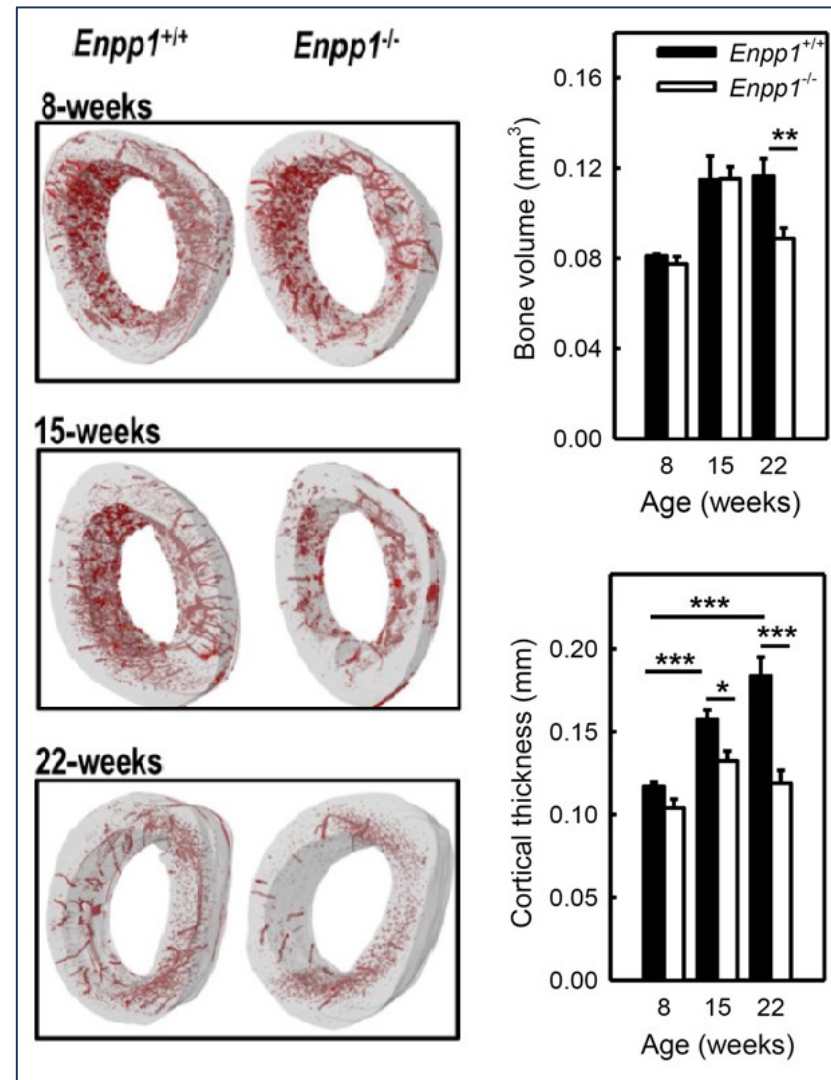 Enpp1+/+ Enpp1-/-
8-weeks
15-weeks
22-weeks
Enpp1+/+
Enpp1-/-
**
Bone volume (mm3)
0.16
0.12
0.08
0.04
0.00
8 15 22
Age (weeks)
***
***
***
*
Cortical thickness (mm)
0.20
0.15
0.10
0.05
0.00
8 15 22
Age (weeks)